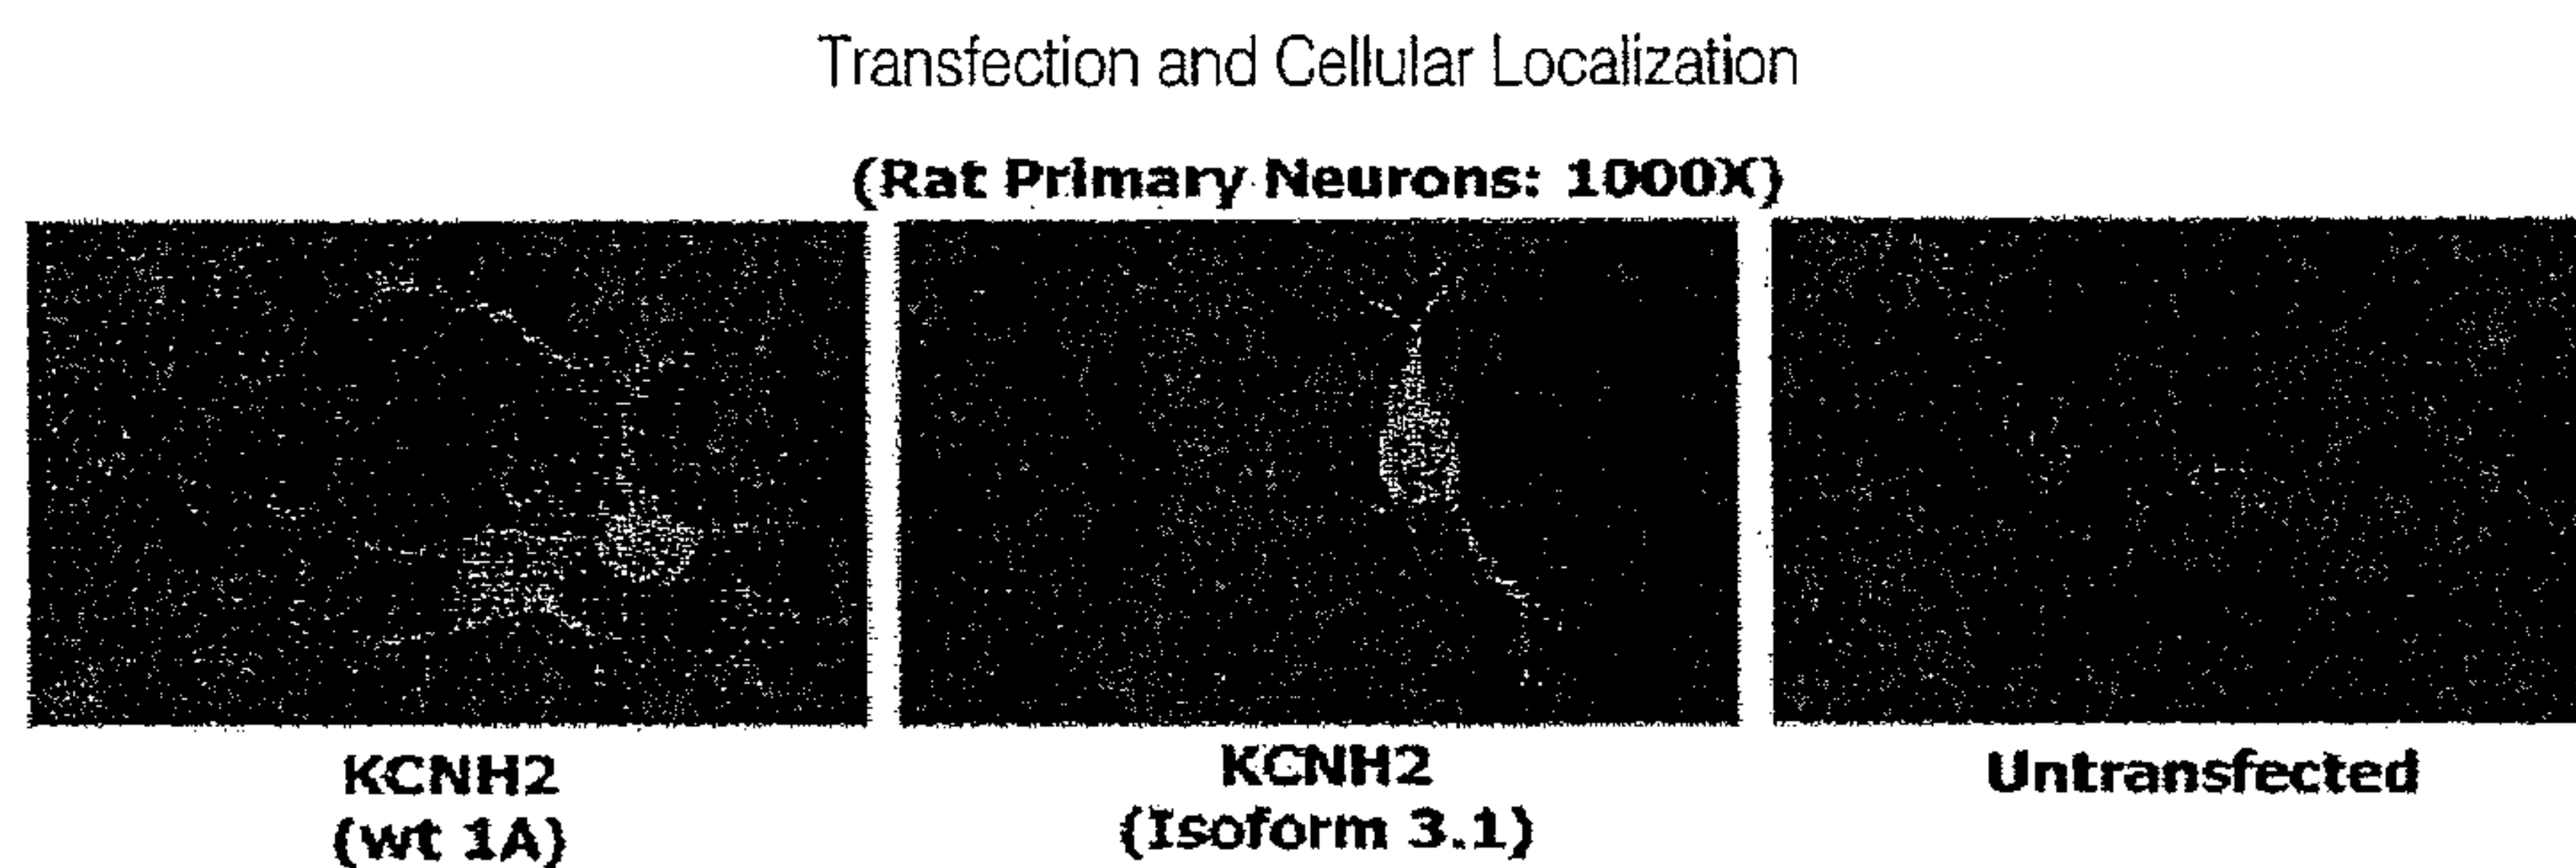 Transfection and Cellular Localization
(Rat Primary Neurons: 1000X)
KCNH2
(wt 1A)
KCNH2
(Isoform 3.1)
Untransfected